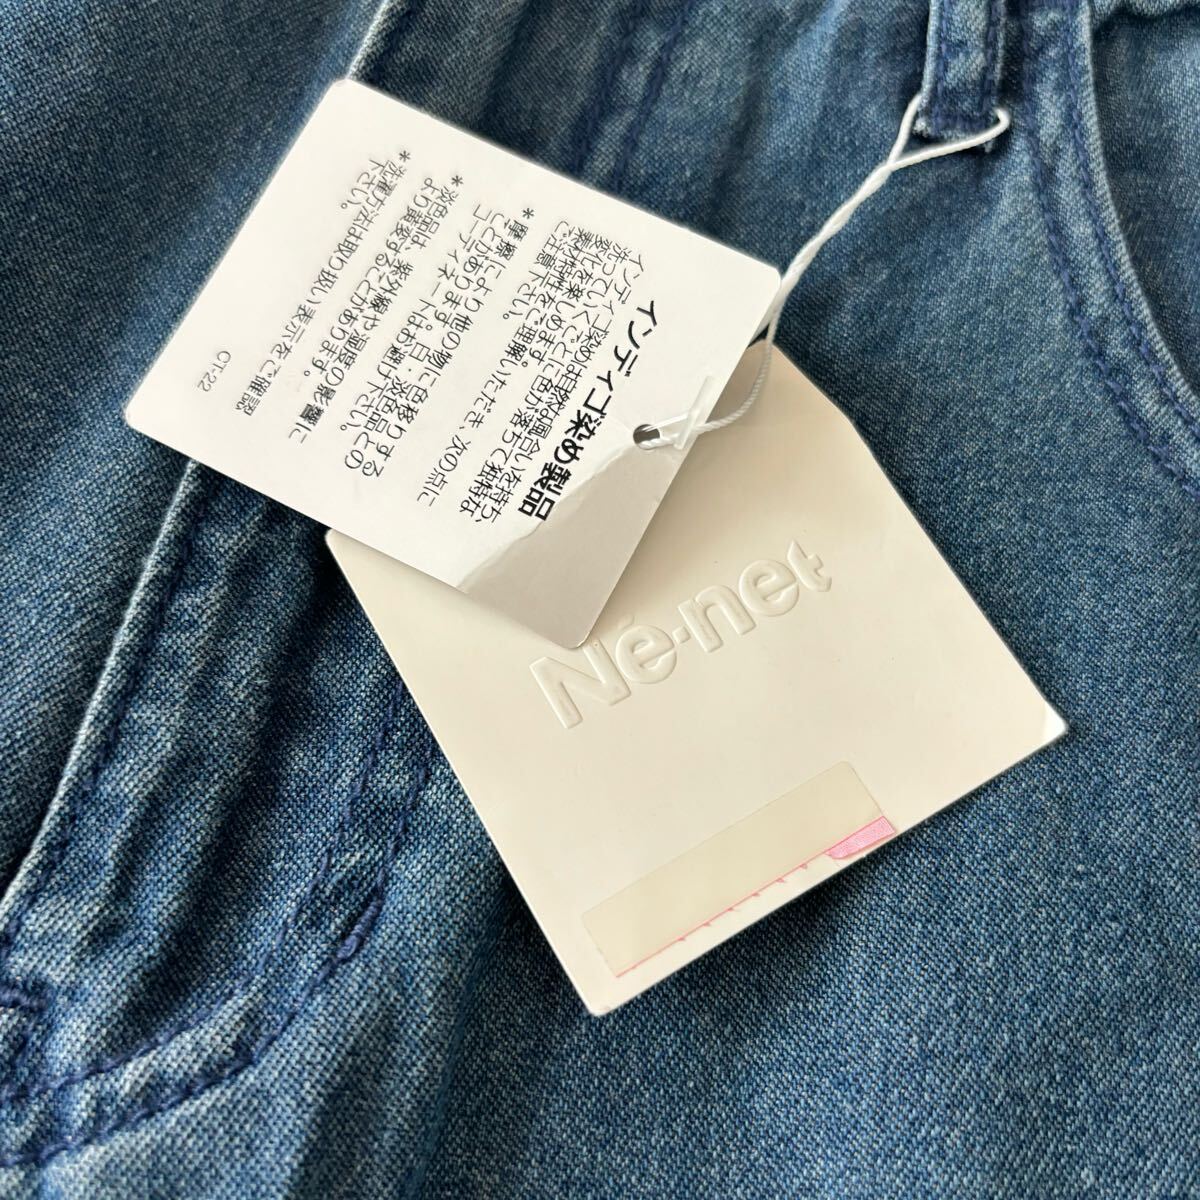 インディゴ染め製品
インディゴ染めは自然な風合いを持ち、
洗っていくごとに色が落ちて独特な
変化を楽しめます。
素材特性をご理解いただき、次の点に
ご注意下さい。
*摩擦により他の物に色移りする
ことがあります。白・淡色品との
コーディネートはお避け下さい。
*淡色品は、紫外線や湿度の影響に
より黄変することがあります。
*洗濯方法は取り扱い表示をご確認
下さい。
CT-22
Né-net